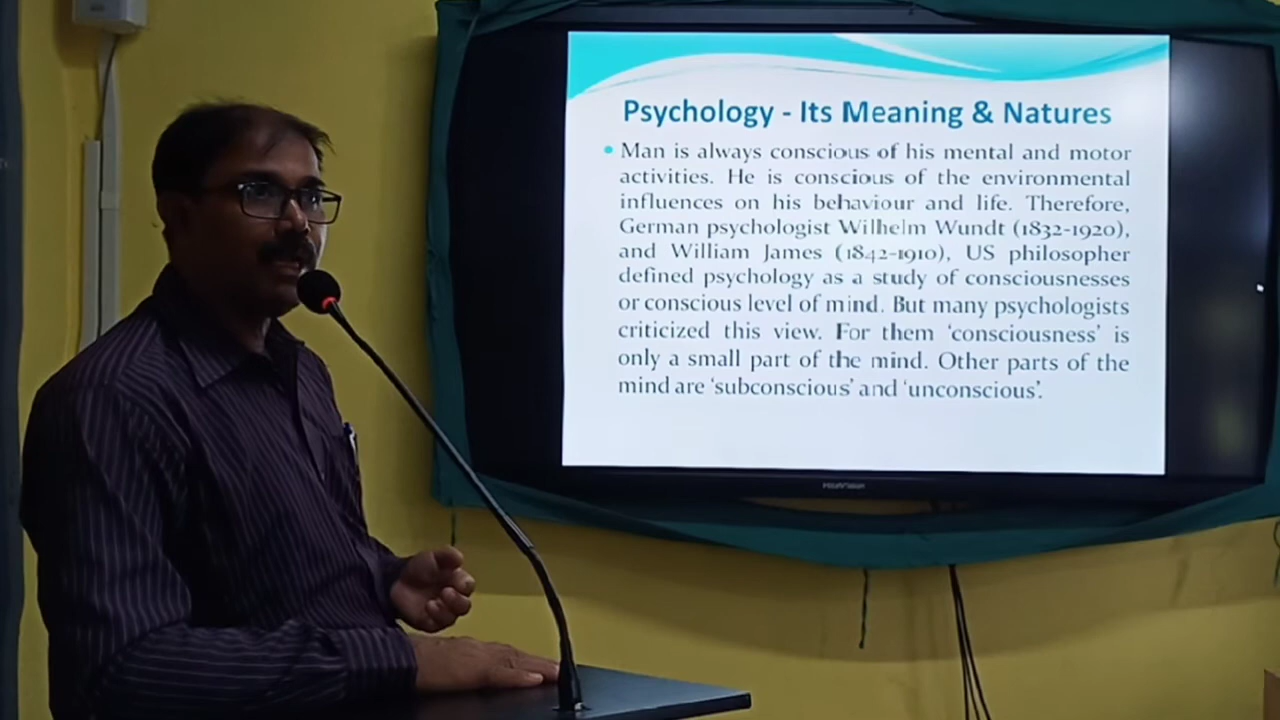 Psychology - Its Meaning & Natures
• Man is always conscious of his mental and motor
activities. He is conscious of the environmental
influences on his behaviour and life. Therefore,
German psychologist Wilhelm Wundt (1832-1920),
and William James (1842-1910), US philosopher
defined psychology as a study of consciousnesses
or conscious level of mind. But many psychologists
criticized this view. For them ‘consciousness’ is
only a small part of the mind. Other parts of the
mind are ‘subconscious’ and ‘unconscious’.